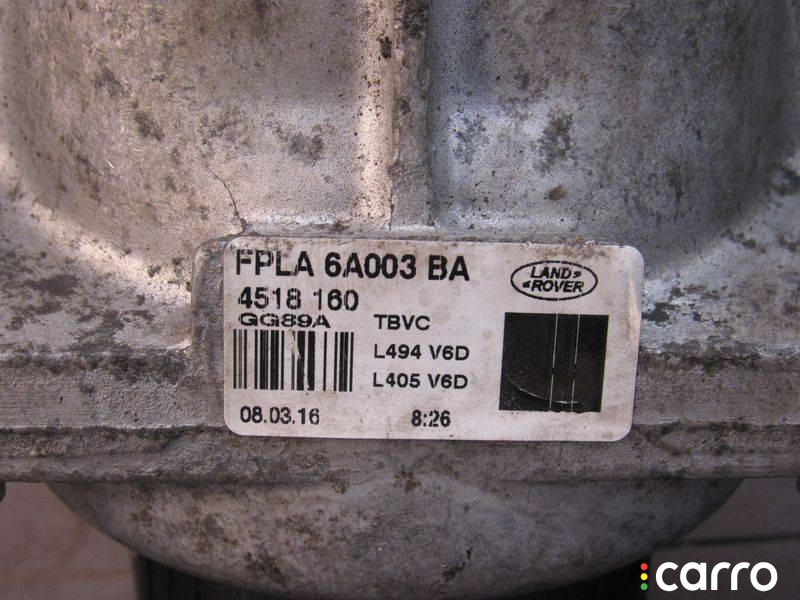 FPLA 6A003 BA
LAND
ROVER
4518 160
GG89A TBVC
L494 V6D
L405 V6D
08.03.16 8:26
carro